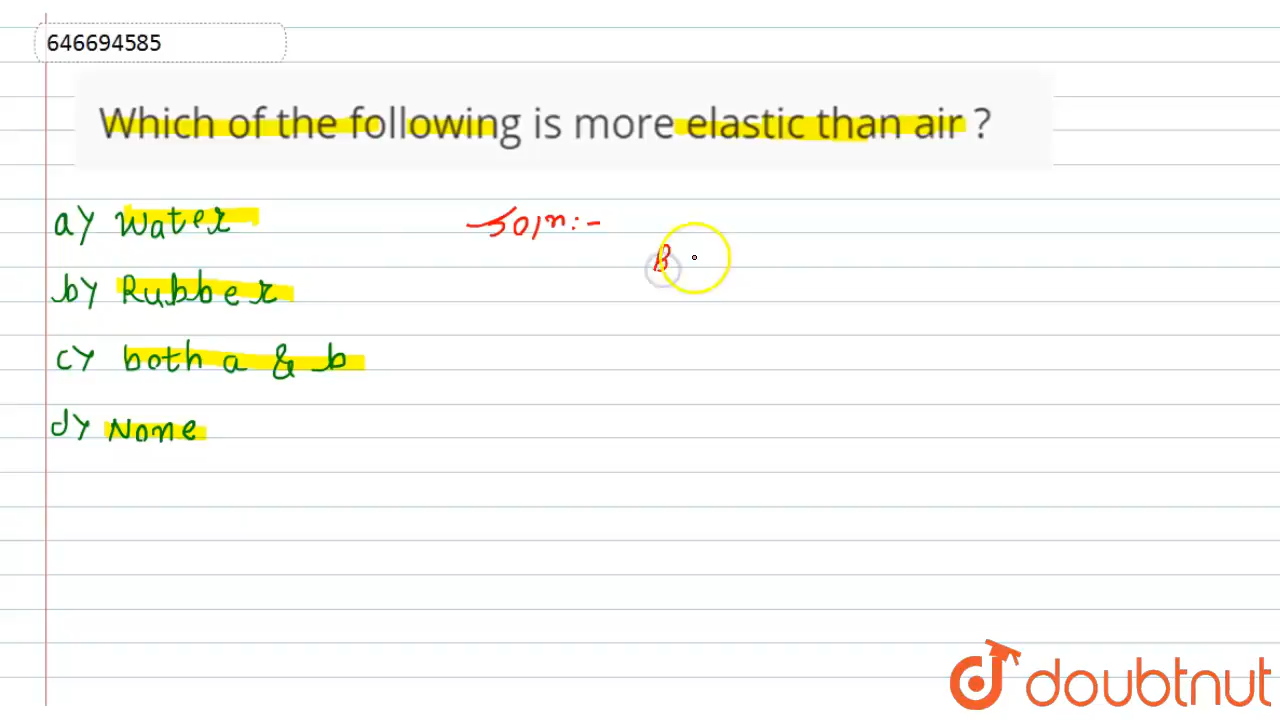 646694585
Which of the following is more elastic than air ?
a) Water
Soln:-
B
b) Rubber
c) both a & b
d) None
doubtnut